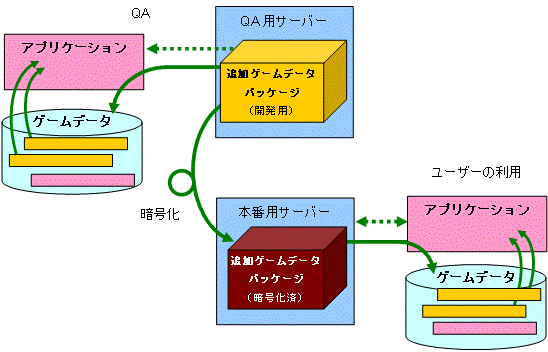 QA
アプリケーション
ゲームデータ
QA用サーバー
追加ゲームデータ
パッケージ
(開発用)
暗号化
本番用サーバー
追加ゲームデータ
パッケージ
(暗号化済)
ユーザーの利用
アプリケーション
ゲームデータ